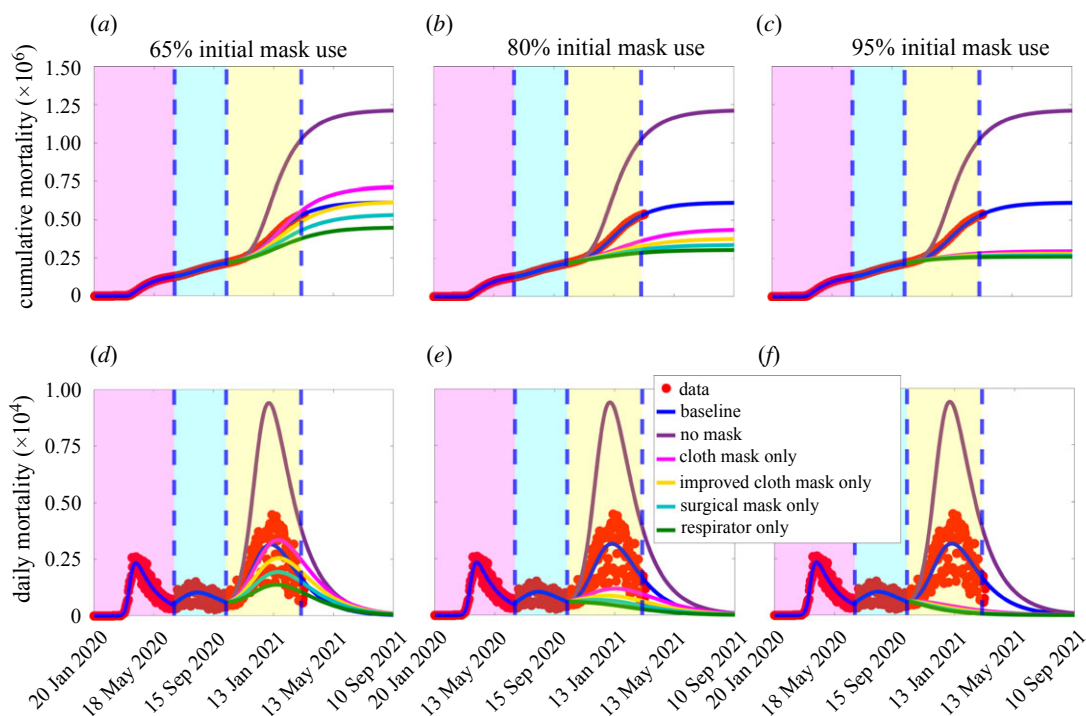 (a)
(b)
(c)
65% initial mask use
80% initial mask use
95% initial mask use
cumulative mortality (×10⁶)
1.50
1.25
1.00
0.75
0.50
0.25
0
(d)
(e)
(f)
daily mortality (×10⁴)
1.00
0.75
0.50
0.25
0
data
baseline
no mask
cloth mask only
improved cloth mask only
surgical mask only
respirator only
20 Jan 2020
18 May 2020
15 Sep 2020
13 Jan 2021
13 May 2021
10 Sep 2021
20 Jan 2020
13 May 2020
15 Sep 2020
13 Jan 2021
13 May 2021
10 Sep 2021
20 Jan 2020
18 May 2020
15 Sep 2020
13 Jan 2021
13 May 2021
10 Sep 2021